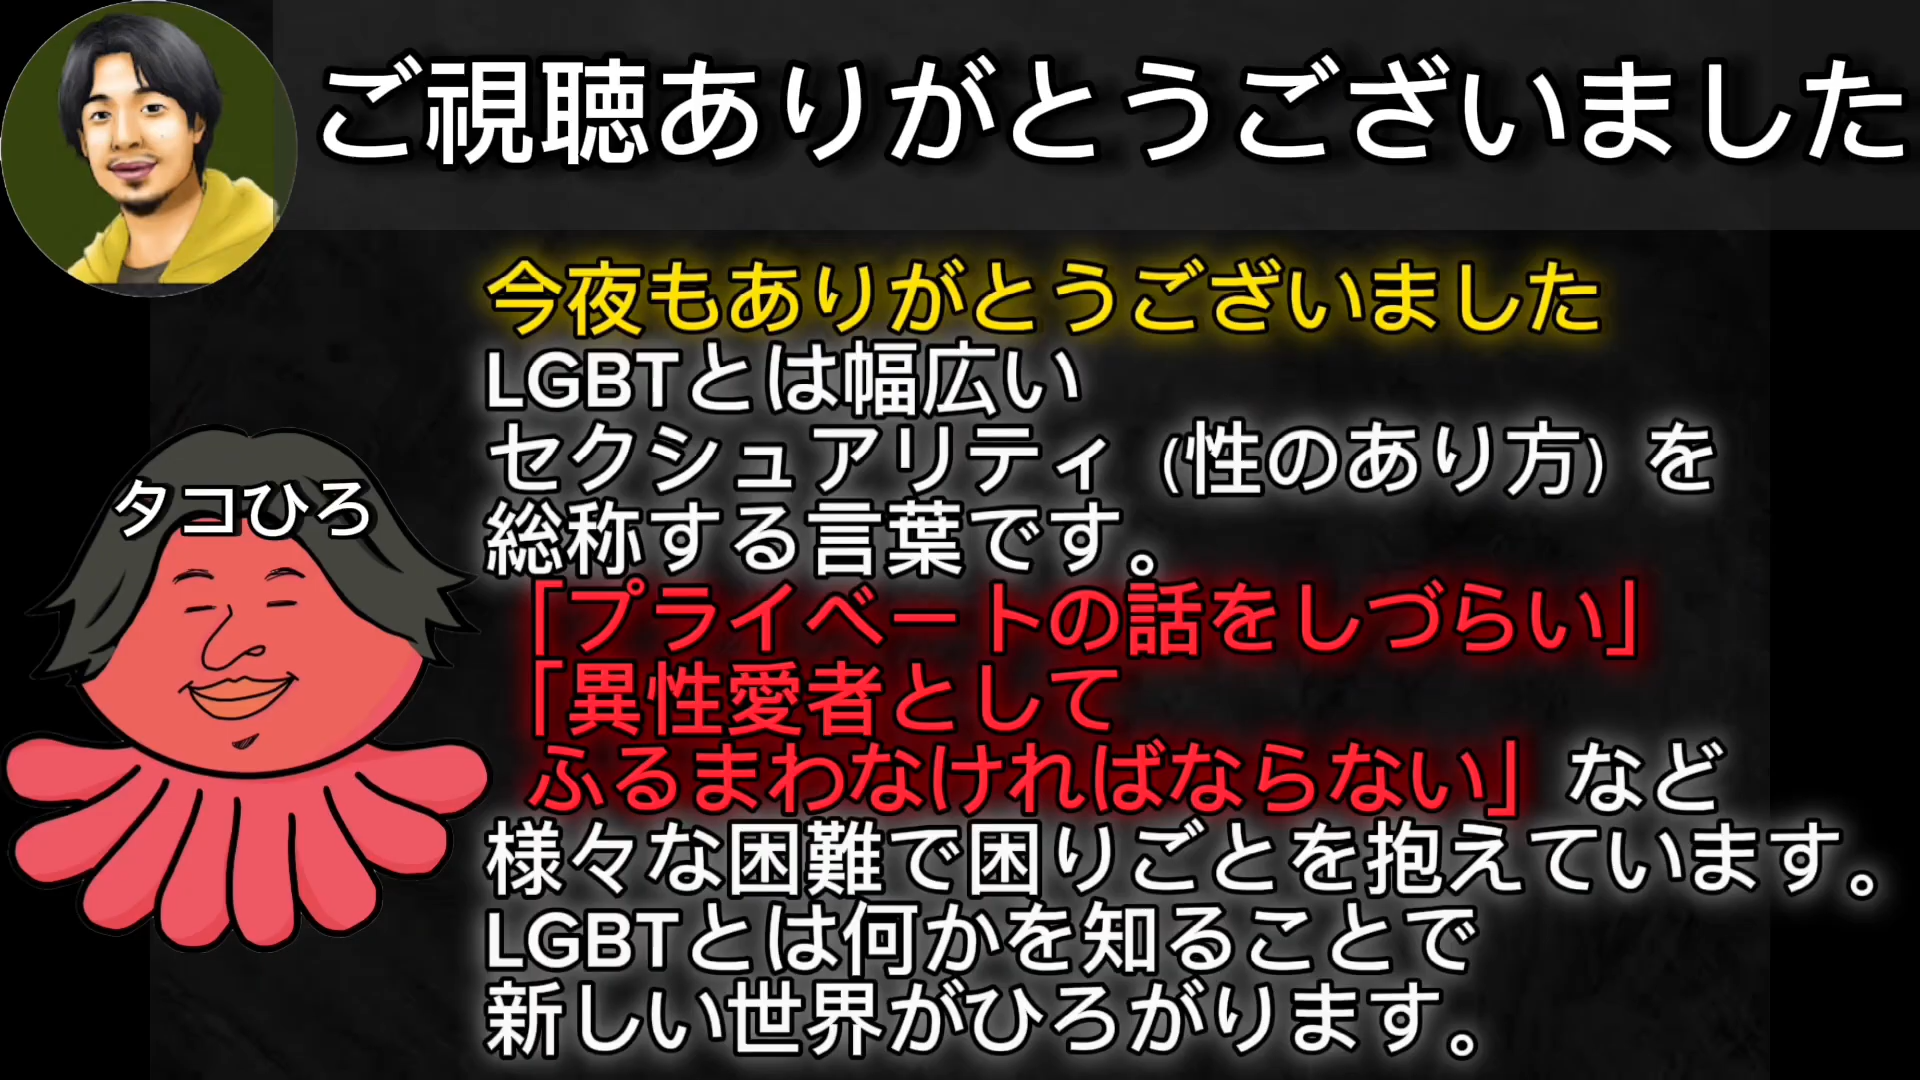 ご視聴ありがとうございました
今夜もありがとうございました
LGBTとは幅広い
セクシュアリティ（性のあり方）を
総称する言葉です。
「プライベートの話をしづらい」
「異性愛者として
ふるまわなければならない」など
様々な困難で困りごとを抱えています。
LGBTとは何かを知ることで
新しい世界がひろがります。
タコひろ